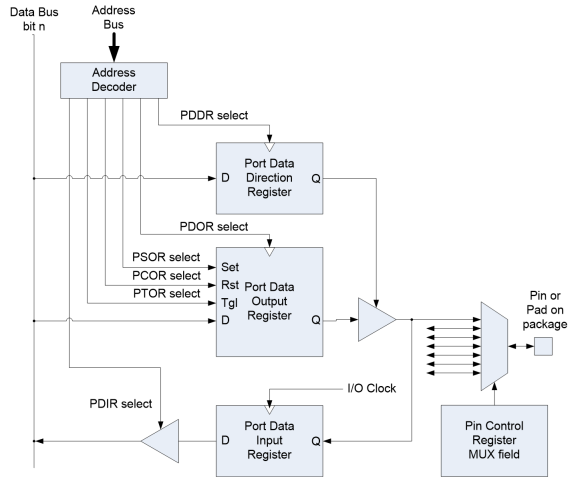 Data Bus
bit n
Address
Bus
Address
Decoder
PDDR select
Port Data
Direction
Register
D
Q
PDOR select
PSOR select
PCOR select
PTOR select
Set
Rst
Tgl
D
Port Data
Output
Register
Q
Pin or
Pad on
package
I/O Clock
PDIR select
D
Port Data
Input
Register
Q
Pin Control
Register
MUX field